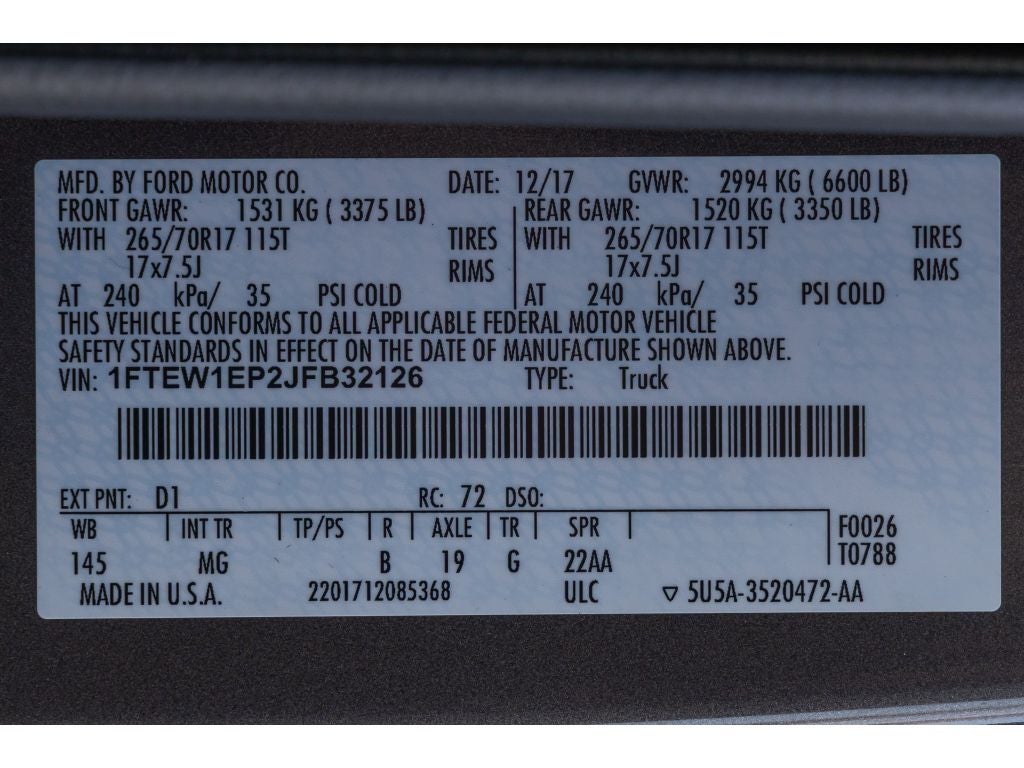 MFD. BY FORD MOTOR CO. DATE: 12/17 GVWR: 2994 KG ( 6600 LB)
FRONT GAWR: 1531 KG ( 3375 LB) REAR GAWR: 1520 KG ( 3350 LB)
WITH 265/70R17 115T TIRES WITH 265/70R17 115T TIRES
17x7.5J RIMS 17x7.5J RIMS
AT 240 kPa/ 35 PSI COLD AT 240 kPa/ 35 PSI COLD
THIS VEHICLE CONFORMS TO ALL APPLICABLE FEDERAL MOTOR VEHICLE
SAFETY STANDARDS IN EFFECT ON THE DATE OF MANUFACTURE SHOWN ABOVE.
VIN: 1FTEW1EP2JFB32126 TYPE: Truck
EXT PNT: D1 RC: 72 DSO:
WB INT TR TP/PS R AXLE TR SPR F0026
145 MG B 19 G 22AA T0788
MADE IN U.S.A. 2201712085368 ULC ▽ 5U5A-3520472-AA